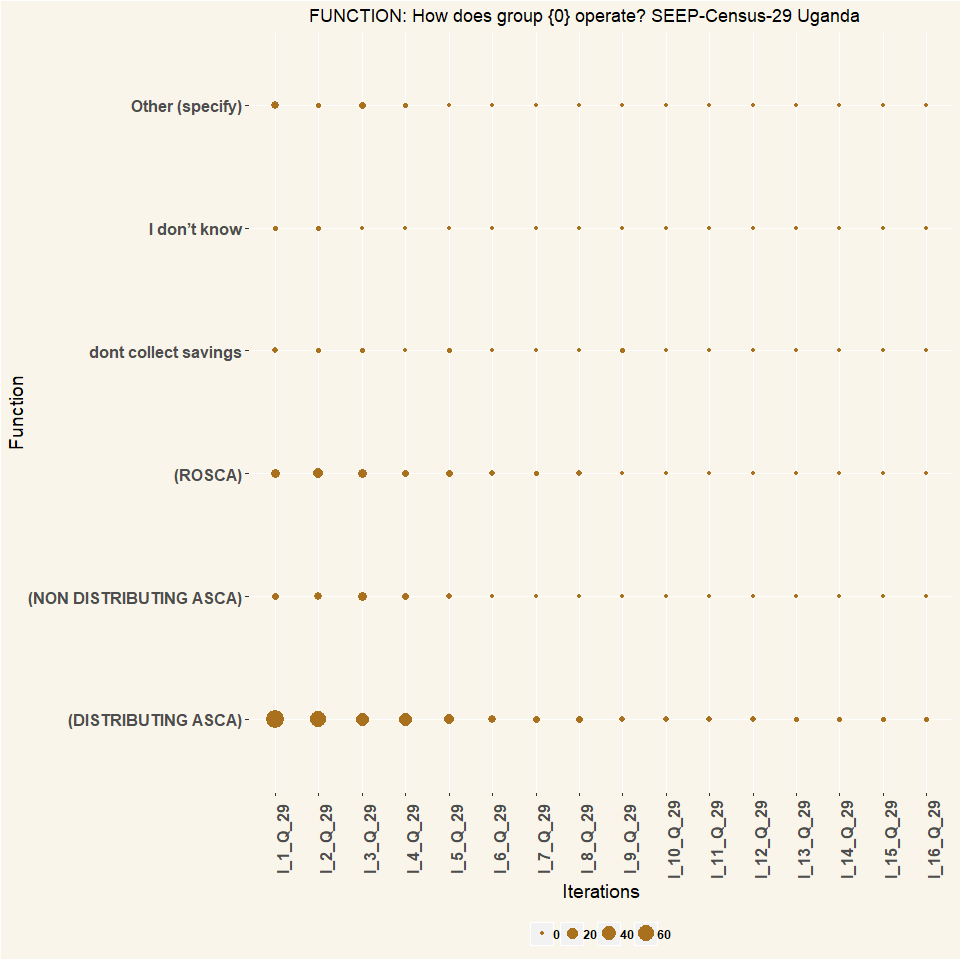 FUNCTION: How does group {0} operate? SEEP-Census-29 Uganda
Other (specify)
I don’t know
dont collect savings
(ROSCA)
(NON DISTRIBUTING ASCA)
(DISTRIBUTING ASCA)
Function
I_1_Q_29
I_2_Q_29
I_3_Q_29
I_4_Q_29
I_5_Q_29
I_6_Q_29
I_7_Q_29
I_8_Q_29
I_9_Q_29
I_10_Q_29
I_11_Q_29
I_12_Q_29
I_13_Q_29
I_14_Q_29
I_15_Q_29
I_16_Q_29
Iterations
0 20 40 60